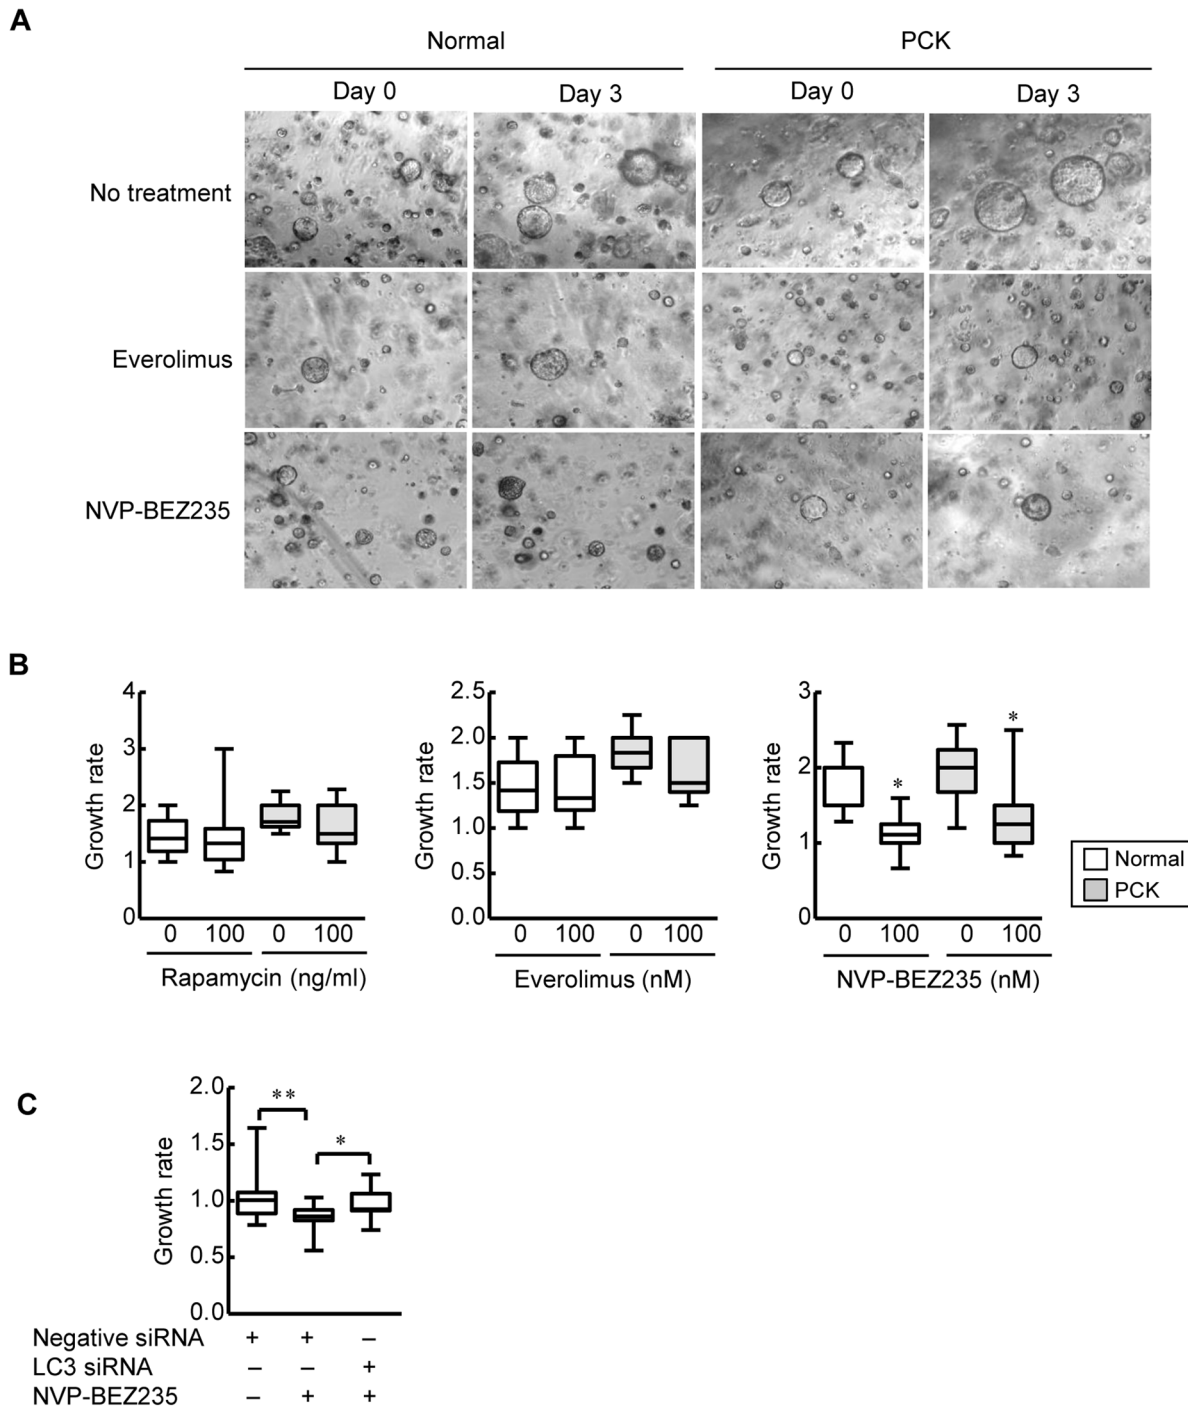 A
Normal PCK
Day 0 Day 3 Day 0 Day 3
No treatment
Everolimus
NVP-BEZ235
B
4
3
2
1
0
Growth rate
0 100 0 100
Rapamycin (ng/ml)
2.5
2.0
1.5
1.0
0.5
0.0
Growth rate
0 100 0 100
Everolimus (nM)
3
2
1
0
Growth rate
* *
0 100 0 100
NVP-BEZ235 (nM)
Normal
PCK
C
2.0
1.5
1.0
0.5
0.0
Growth rate
**
*
Negative siRNA + + –
LC3 siRNA – – +
NVP-BEZ235 – + +